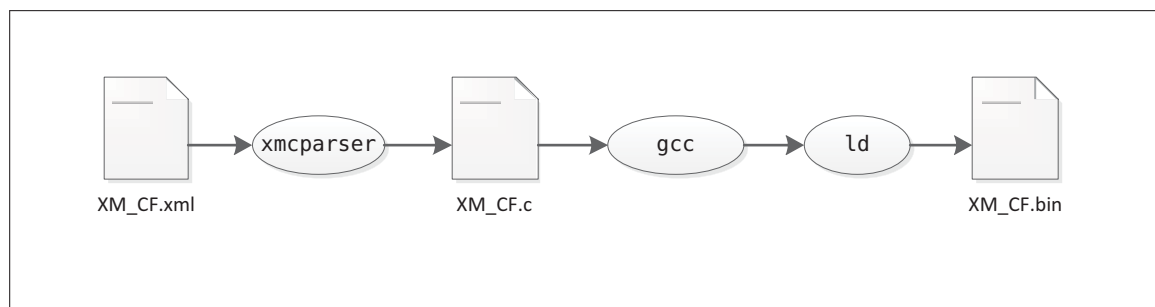 xmcparser
gcc
ld
XM_CF.xml
XM_CF.c
XM_CF.bin